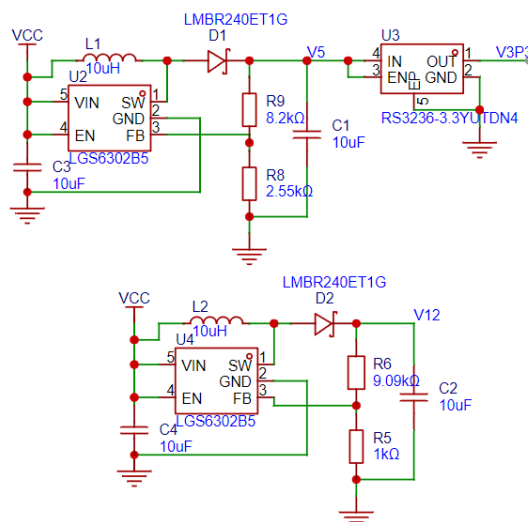 LMBR240ET1G
VCC
L1
D1
V5
U3
10uH
U2
4
IN
OUT
1
V3P3
3
ENP
GND
2
EP
5
RS3236-3.3YUTDN4
5
VIN
SW
1
GND
2
4
EN
FB
3
LGS6302B5
R9
8.2kΩ
C1
10uF
C3
10uF
R8
2.55kΩ
LMBR240ET1G
VCC
L2
D2
V12
10uH
U4
5
VIN
SW
1
GND
2
4
EN
FB
3
LGS6302B5
R6
9.09kΩ
C2
10uF
C4
10uF
R5
1kΩ